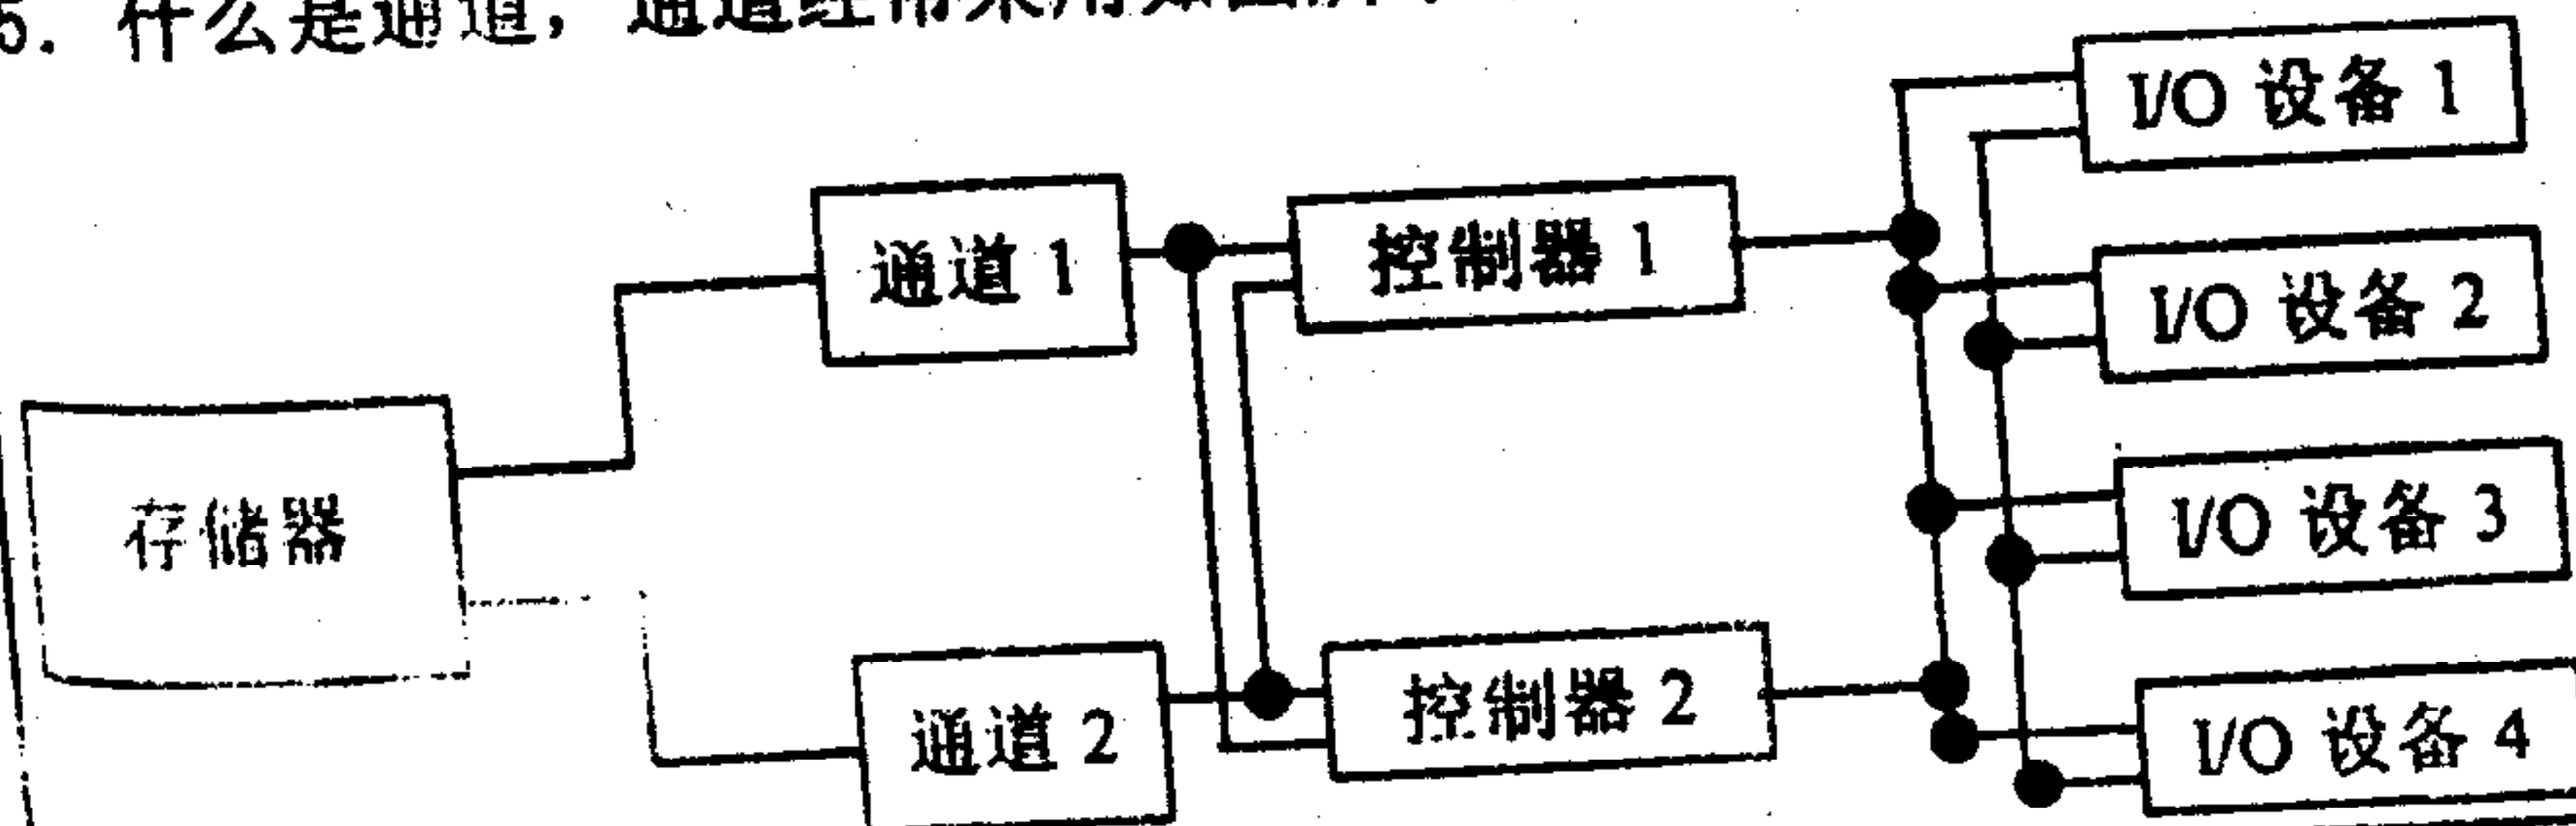 5. 什么是通道，通道经常采用如图所
I/O 设备 1
通道 1
控制器 1
I/O 设备 2
存储器
I/O 设备 3
通道 2
控制器 2
I/O 设备 4